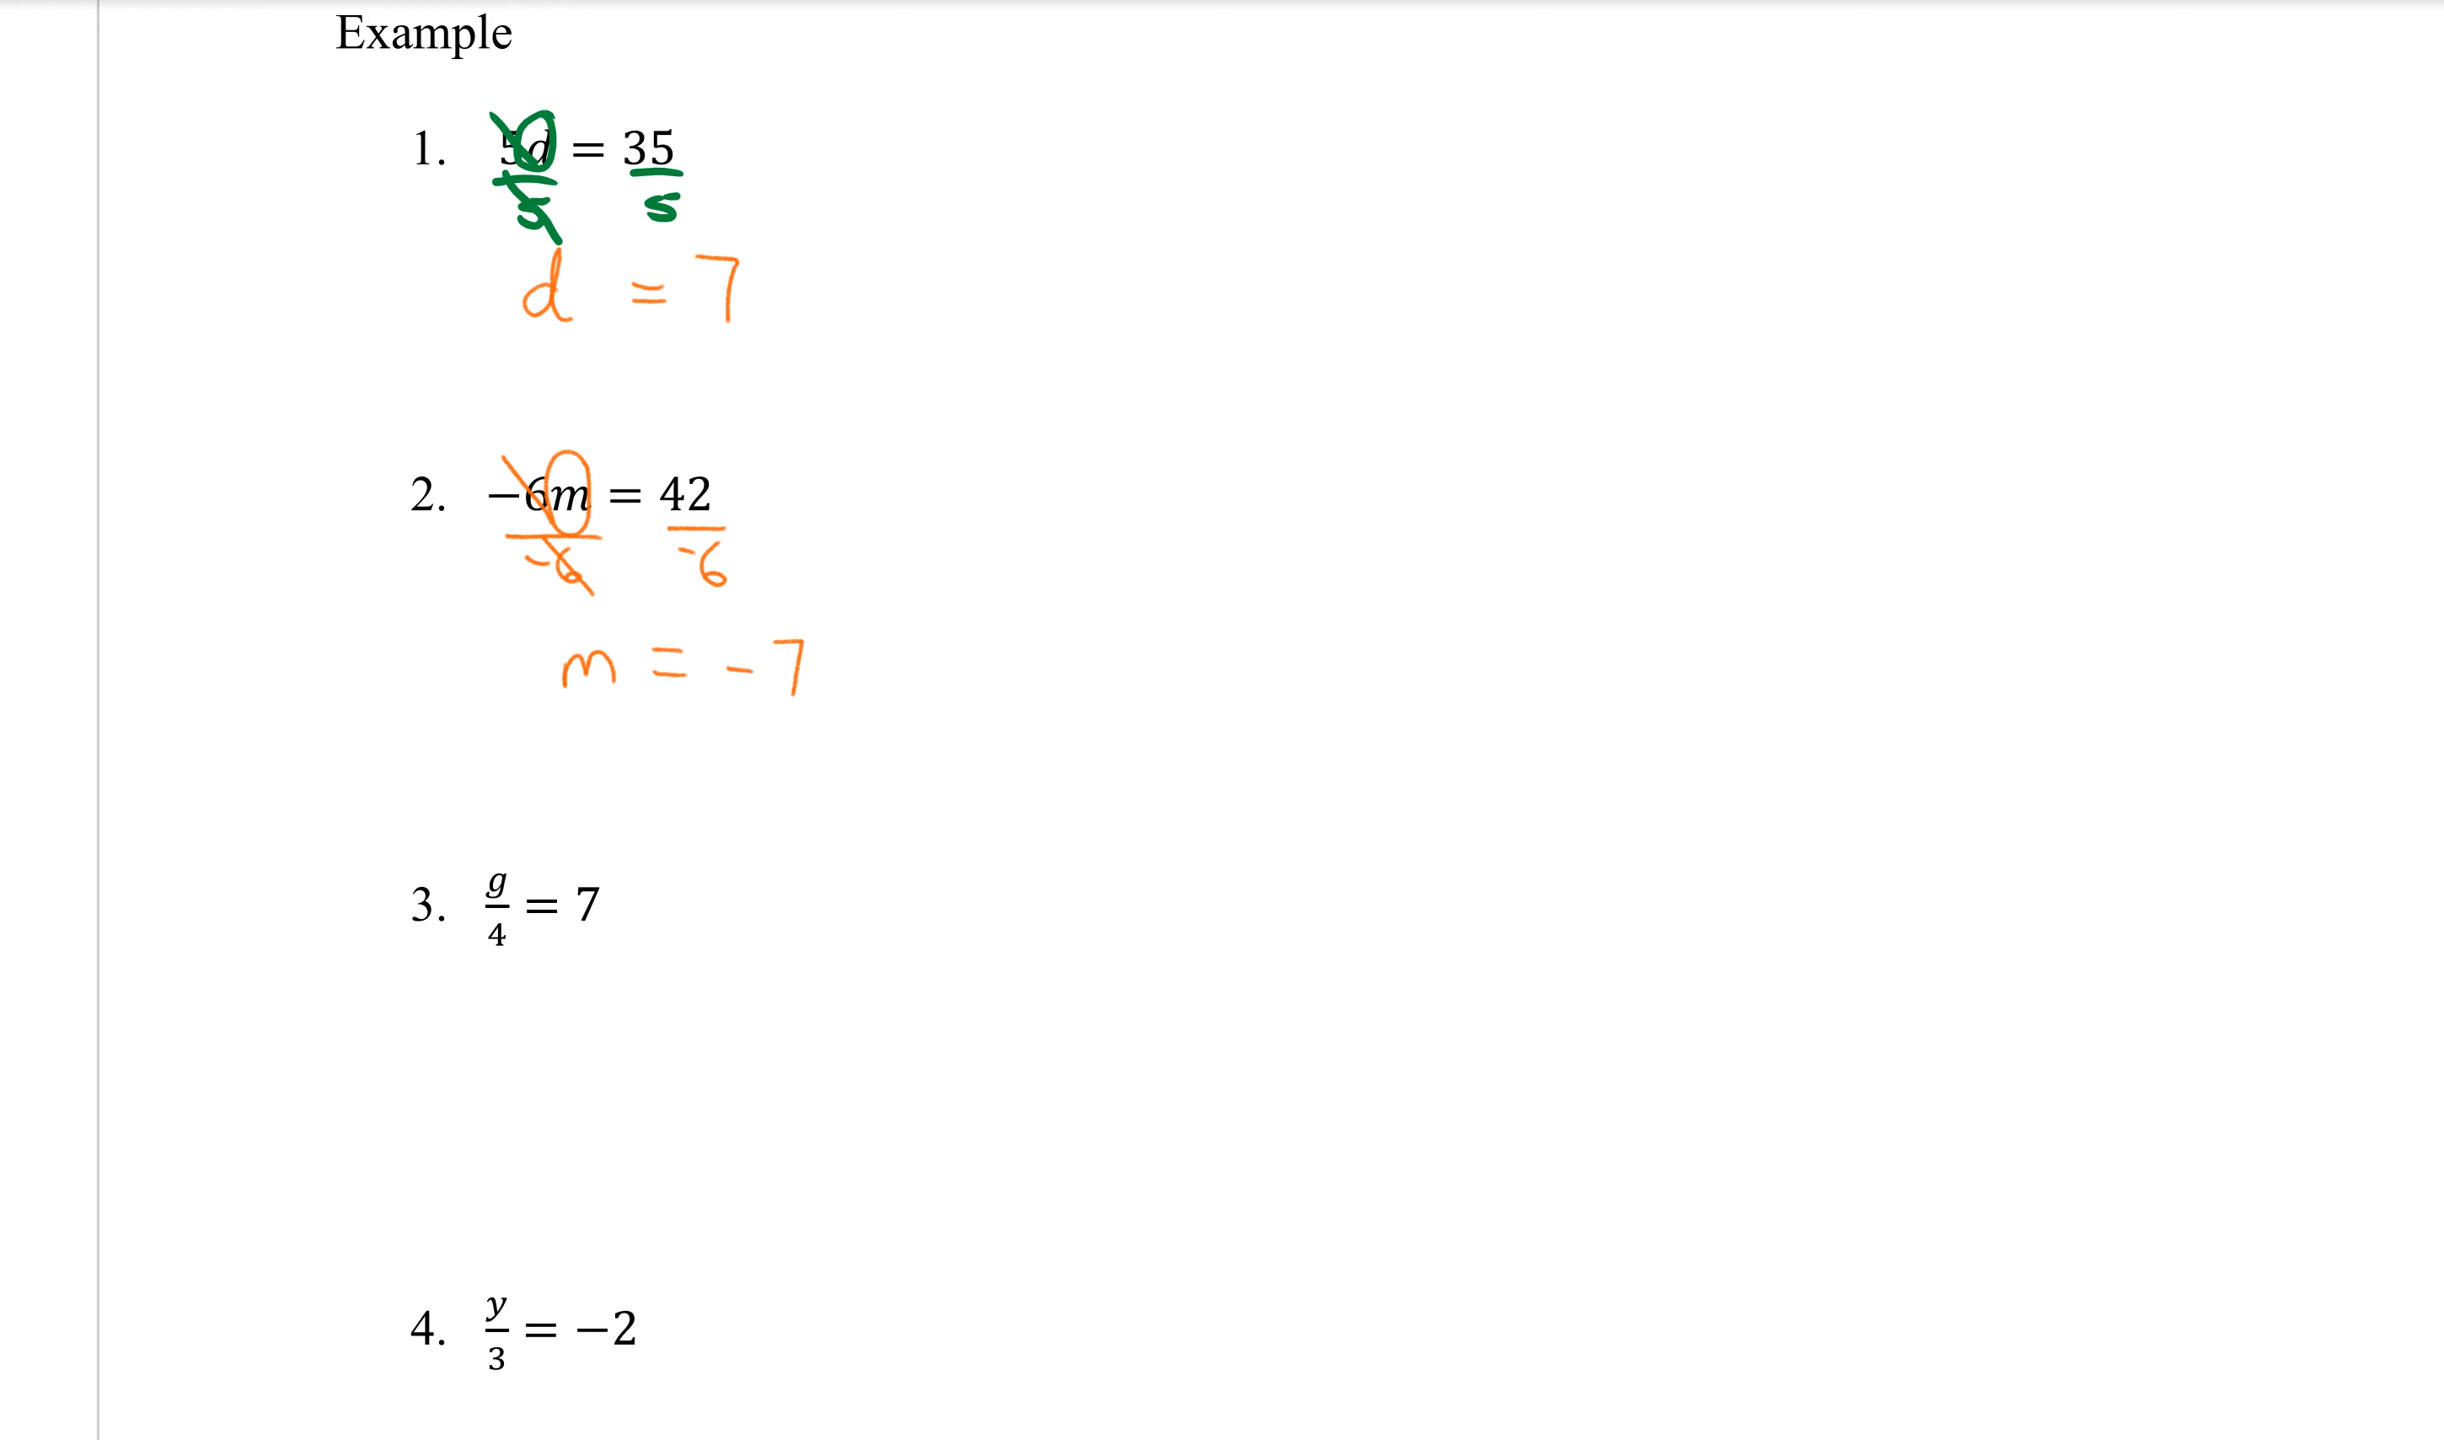 Example
1. 5d = 35
5 5
d = 7
2. −6m = 42
-6 -6
m = -7
3. g/4 = 7
4. y/3 = −2